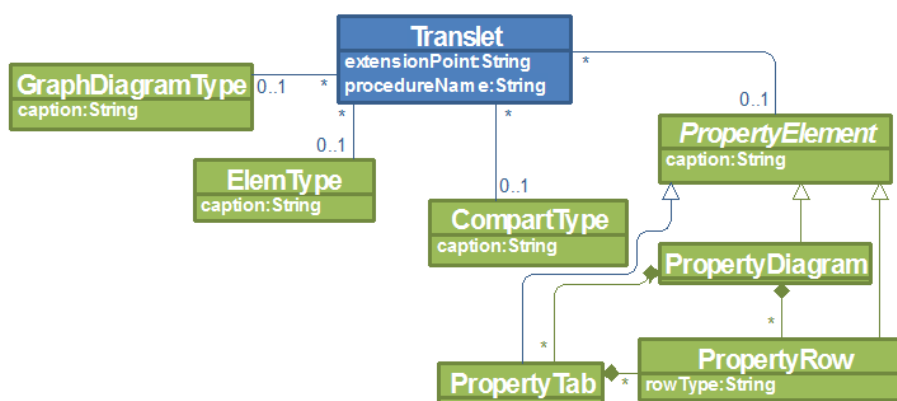 Translet
extensionPoint:String
procedureName:String
GraphDiagramType
caption:String
0..1
*
*
0..1
ElemType
caption:String
*
0..1
CompartType
caption:String
*
0..1
PropertyElement
caption:String
PropertyDiagram
*
*
PropertyTab
*
PropertyRow
rowType:String